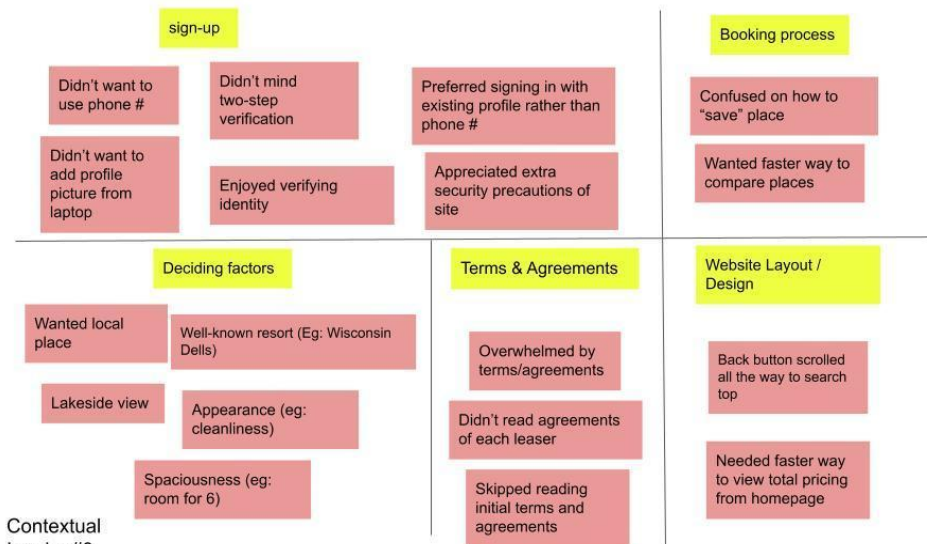 sign-up
Didn't want to
use phone #
Didn't mind
two-step
verification
Preferred signing in with
existing profile rather than
phone #
Didn't want to
add profile
picture from
laptop
Enjoyed verifying
identity
Appreciated extra
security precautions of
site
Booking process
Confused on how to
“save” place
Wanted faster way to
compare places
Deciding factors
Wanted local
place
Well-known resort (Eg: Wisconsin
Dells)
Lakeside view
Appearance (eg:
cleanliness)
Spaciousness (eg:
room for 6)
Terms & Agreements
Overwhelmed by
terms/agreements
Didn't read agreements
of each leaser
Skipped reading
initial terms and
agreements
Website Layout /
Design
Back button scrolled
all the way to search
top
Needed faster way
to view total pricing
from homepage
Contextual